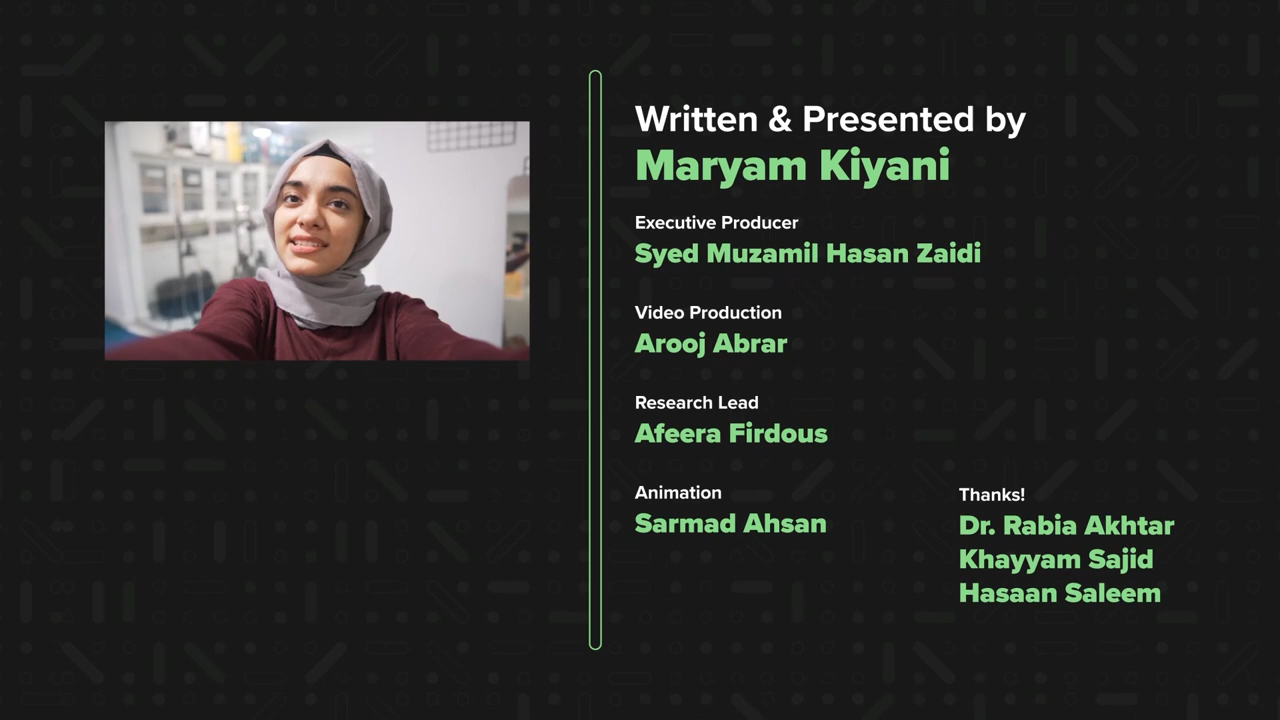 Written & Presented by
Maryam Kiyani
Executive Producer
Syed Muzamil Hasan Zaidi
Video Production
Arooj Abrar
Research Lead
Afeera Firdous
Animation
Sarmad Ahsan
Thanks!
Dr. Rabia Akhtar
Khayyam Sajid
Hasaan Saleem